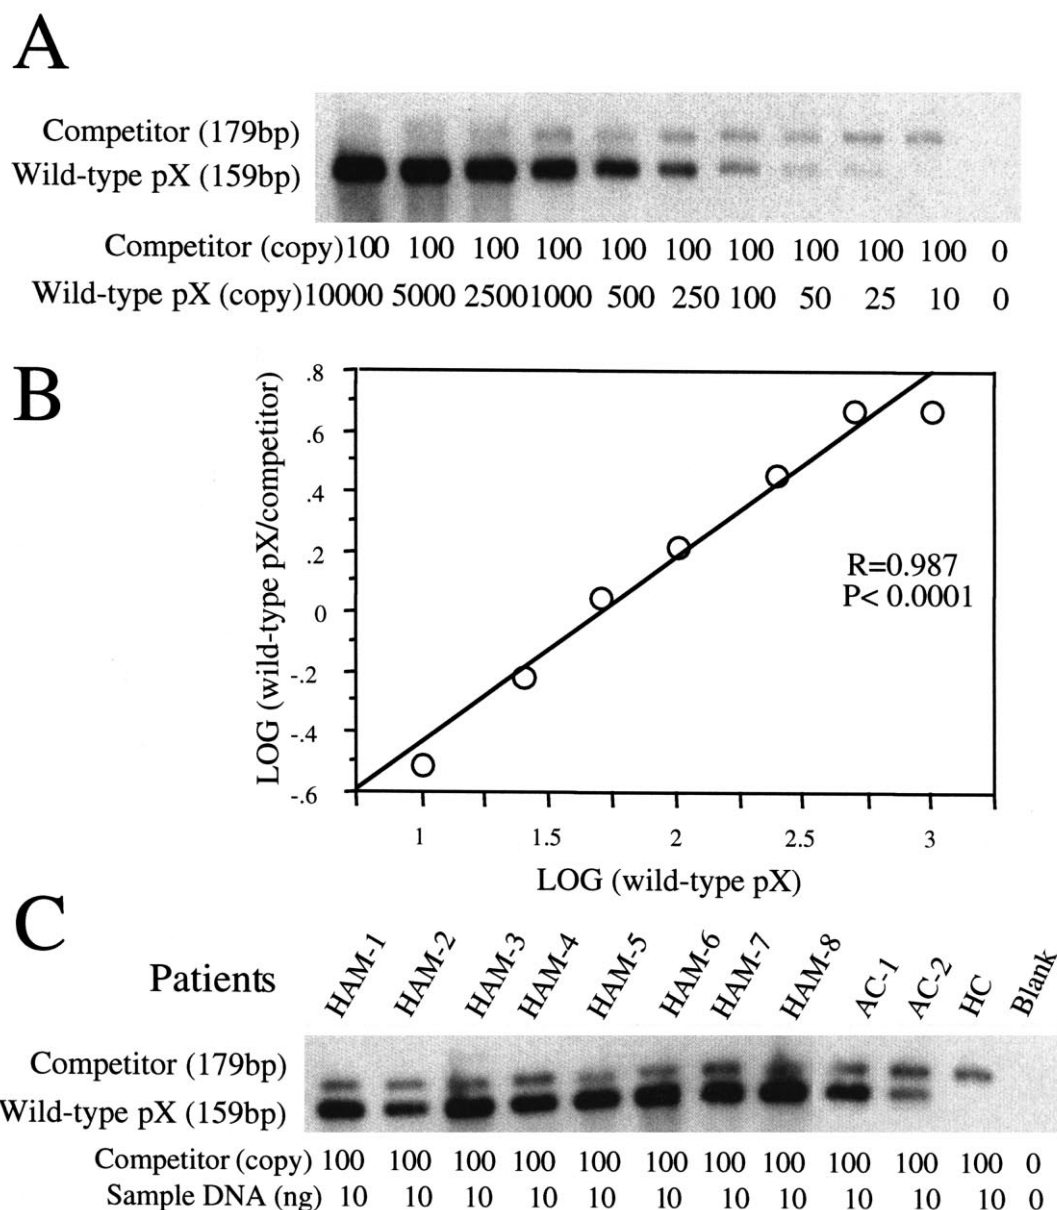 A
Competitor (179bp)
Wild-type pX (159bp)
Competitor (copy) 100 100 100 100 100 100 100 100 100 100 0
Wild-type pX (copy) 10000 5000 2500 1000 500 250 100 50 25 10 0
B
LOG (wild-type pX/competitor)
.8
.6
.4
.2
0
-.2
-.4
-.6
R=0.987
P< 0.0001
1 1.5 2 2.5 3
LOG (wild-type pX)
C
Patients HAM-1 HAM-2 HAM-3 HAM-4 HAM-5 HAM-6 HAM-7 HAM-8 AC-1 AC-2 HC Blank
Competitor (179bp)
Wild-type pX (159bp)
Competitor (copy) 100 100 100 100 100 100 100 100 100 100 100 0
Sample DNA (ng) 10 10 10 10 10 10 10 10 10 10 10 0